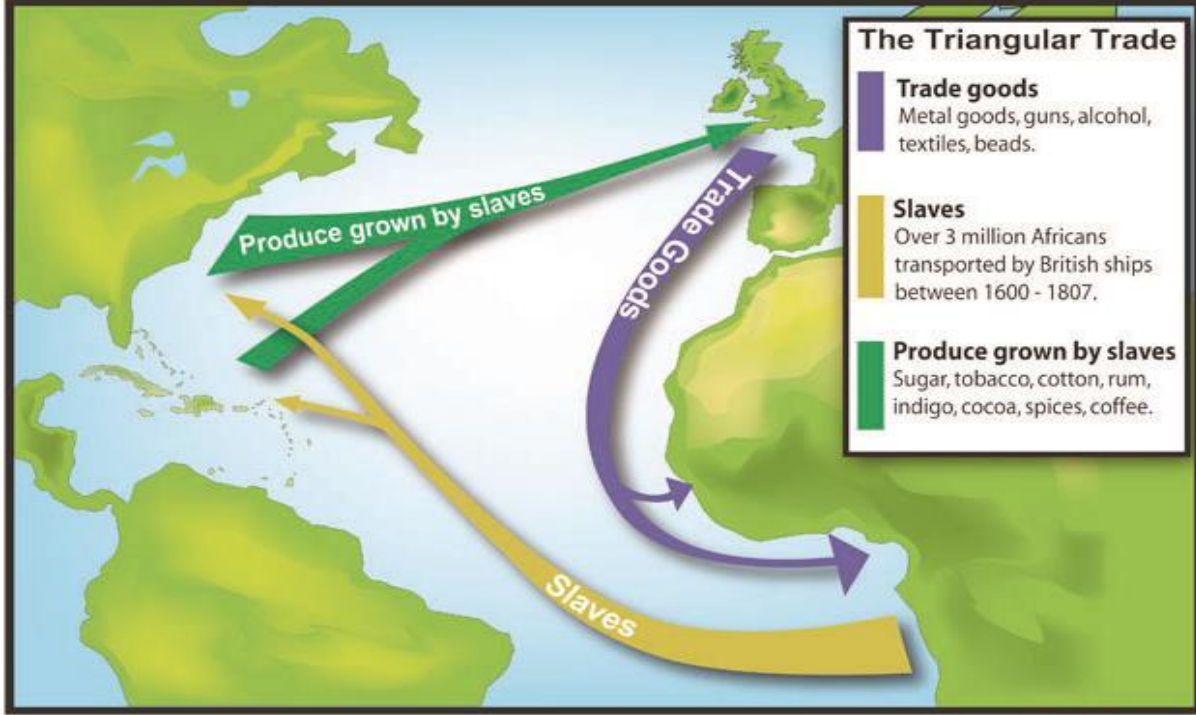 The Triangular Trade
Trade goods
Metal goods, guns, alcohol,
textiles, beads.
Slaves
Over 3 million Africans
transported by British ships
between 1600 - 1807.
Produce grown by slaves
Sugar, tobacco, cotton, rum,
indigo, cocoa, spices, coffee.
Produce grown by slaves
Trade Goods
Slaves